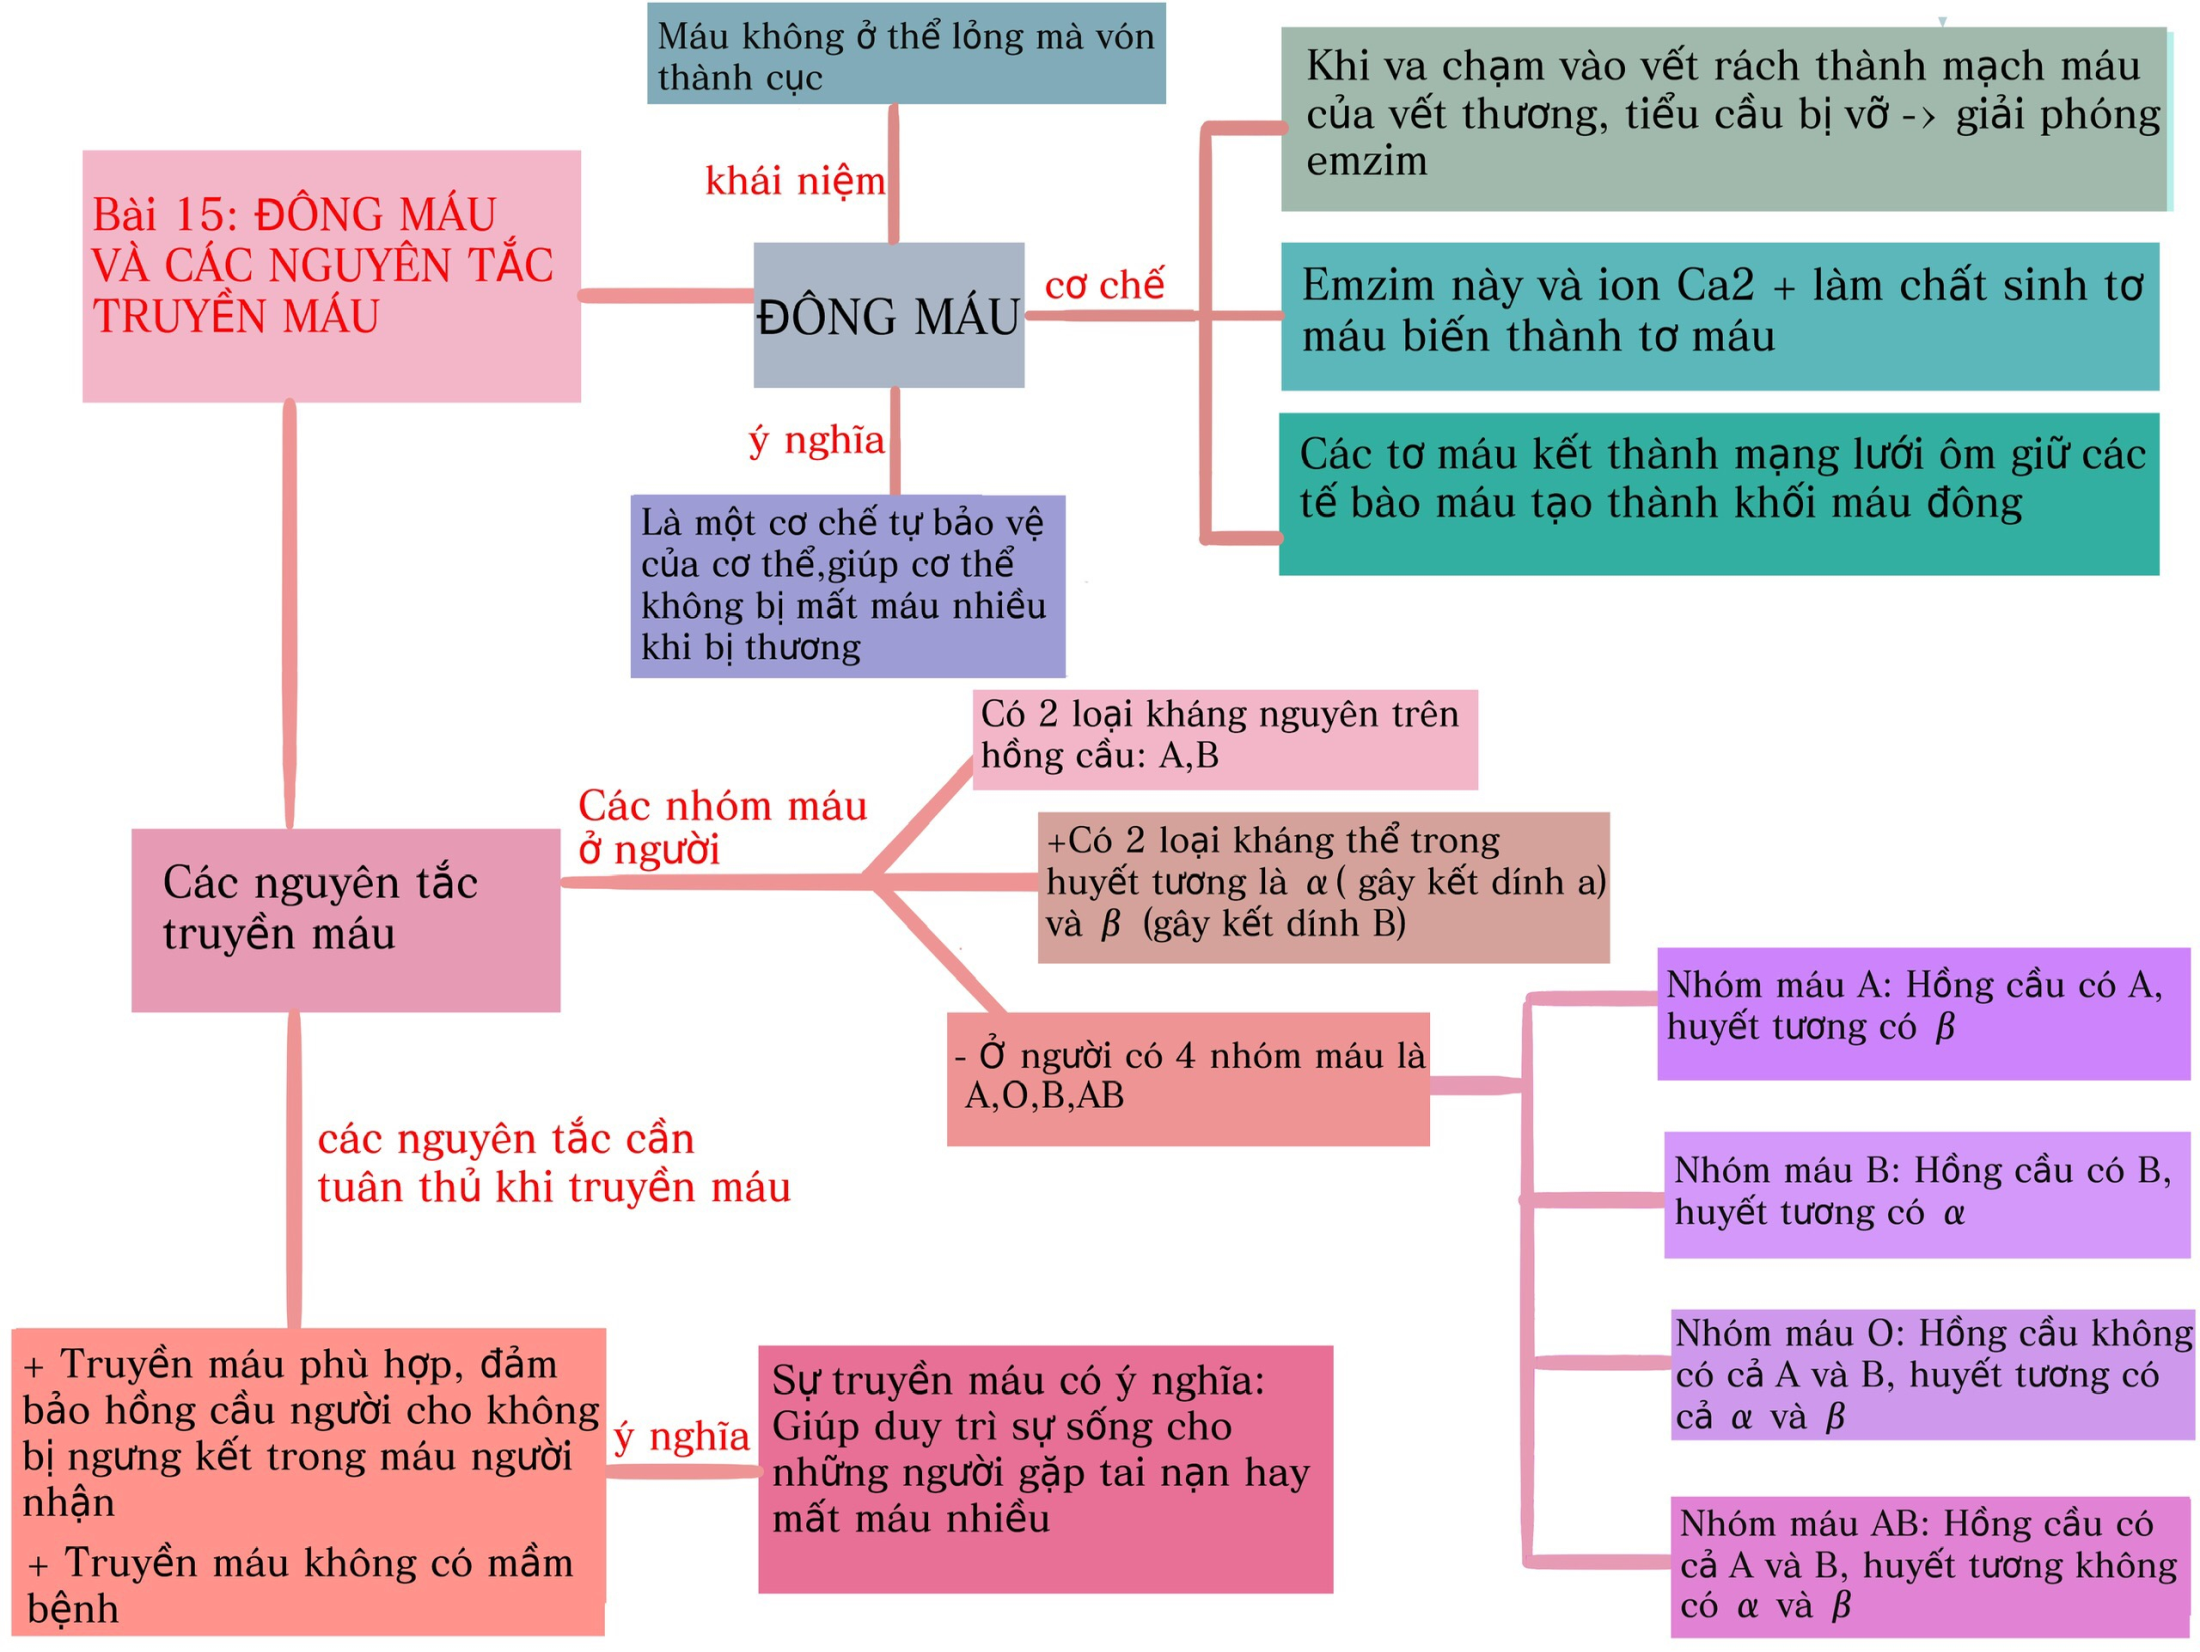 Máu không ở thể lỏng mà vón
thành cục
khái niệm
Bài 15: ĐÔNG MÁU
VÀ CÁC NGUYÊN TẮC
TRUYỀN MÁU
ĐÔNG MÁU
cơ chế
Khi va chạm vào vết rách thành mạch máu
của vết thương, tiểu cầu bị vỡ -> giải phóng
emzim
Emzim này và ion Ca2 + làm chất sinh tơ
máu biến thành tơ máu
Các tơ máu kết thành mạng lưới ôm giữ các
tế bào máu tạo thành khối máu đông
ý nghĩa
Là một cơ chế tự bảo vệ
của cơ thể,giúp cơ thể
không bị mất máu nhiều
khi bị thương
Các nguyên tắc
truyền máu
Các nhóm máu
ở người
Có 2 loại kháng nguyên trên
hồng cầu: A,B
+Có 2 loại kháng thể trong
huyết tương là α ( gây kết dính a)
và β (gây kết dính B)
- Ở người có 4 nhóm máu là
A,O,B,AB
Nhóm máu A: Hồng cầu có A,
huyết tương có β
Nhóm máu B: Hồng cầu có B,
huyết tương có α
Nhóm máu O: Hồng cầu không
có cả A và B, huyết tương có
cả α và β
Nhóm máu AB: Hồng cầu có
cả A và B, huyết tương không
có α và β
các nguyên tắc cần
tuân thủ khi truyền máu
+ Truyền máu phù hợp, đảm
bảo hồng cầu người cho không
bị ngưng kết trong máu người
nhận
+ Truyền máu không có mầm
bệnh
ý nghĩa
Sự truyền máu có ý nghĩa:
Giúp duy trì sự sống cho
những người gặp tai nạn hay
mất máu nhiều